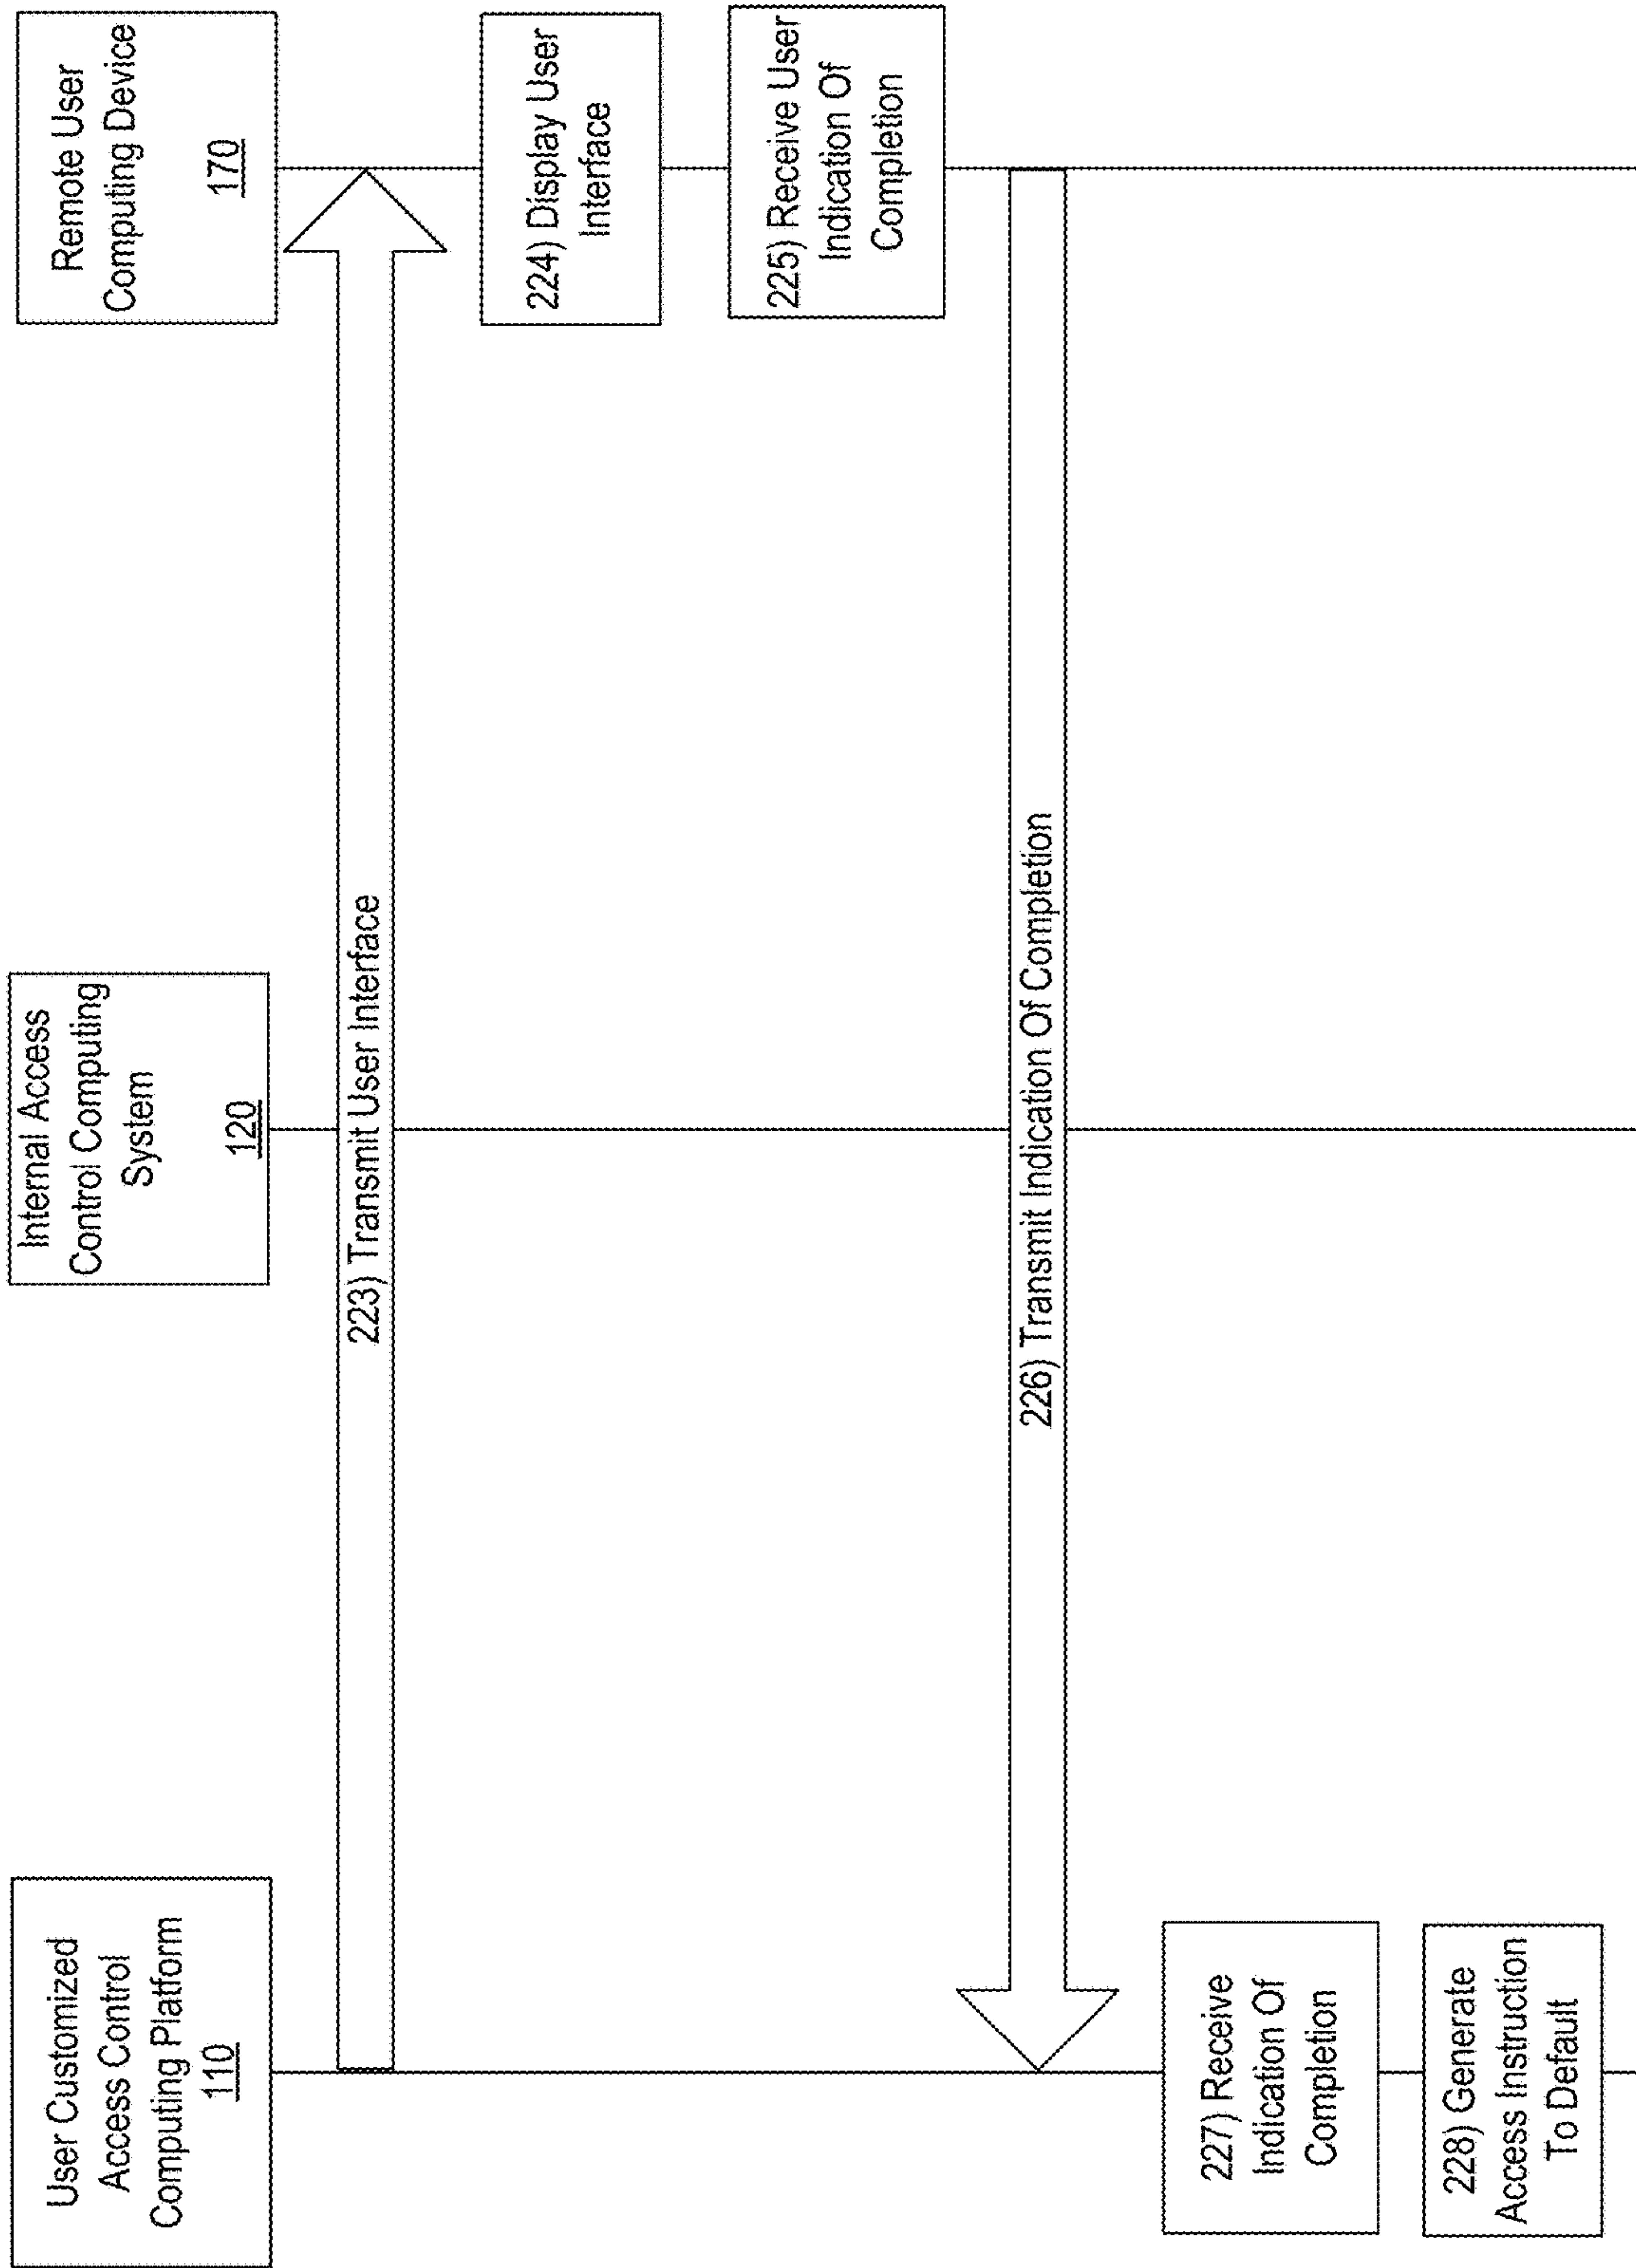 User Customized
Access Control
Computing Platform
110
Internal Access
Control Computing
System
120
Remote User
Computing Device
170
223) Transmit User Interface
224) Display User
Interface
225) Receive User
Indication Of
Completion
226) Transmit Indication Of Completion
227) Receive
Indication Of
Completion
228) Generate
Access Instruction
To Default